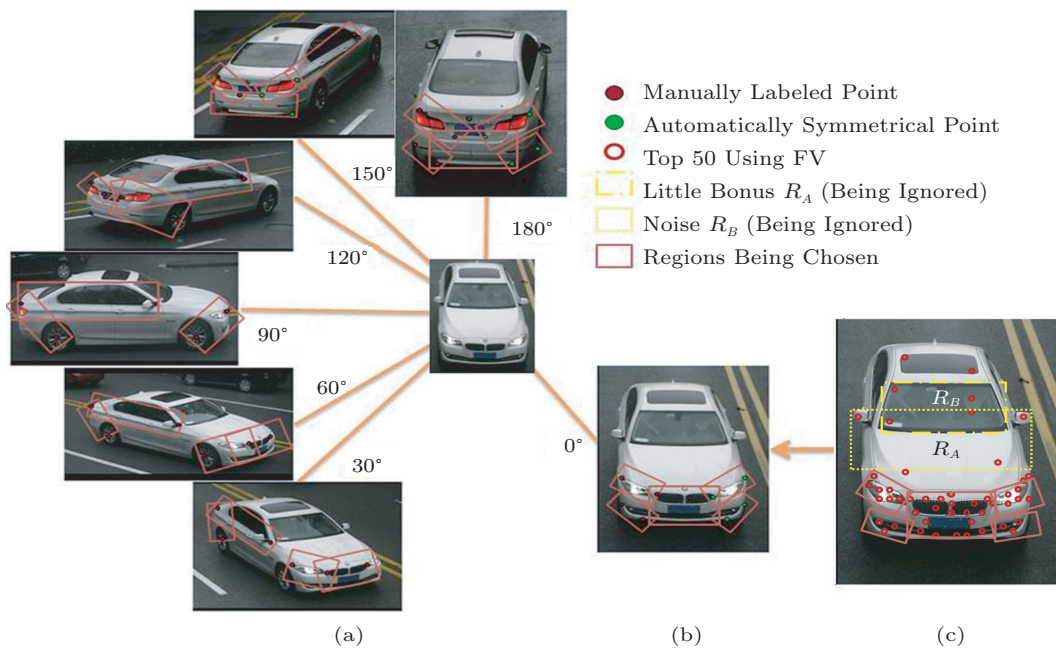 Manually Labeled Point
Automatically Symmetrical Point
Top 50 Using FV
Little Bonus R_A (Being Ignored)
Noise R_B (Being Ignored)
Regions Being Chosen
150°
180°
120°
90°
60°
30°
0°
R_B
R_A
(a)
(b)
(c)